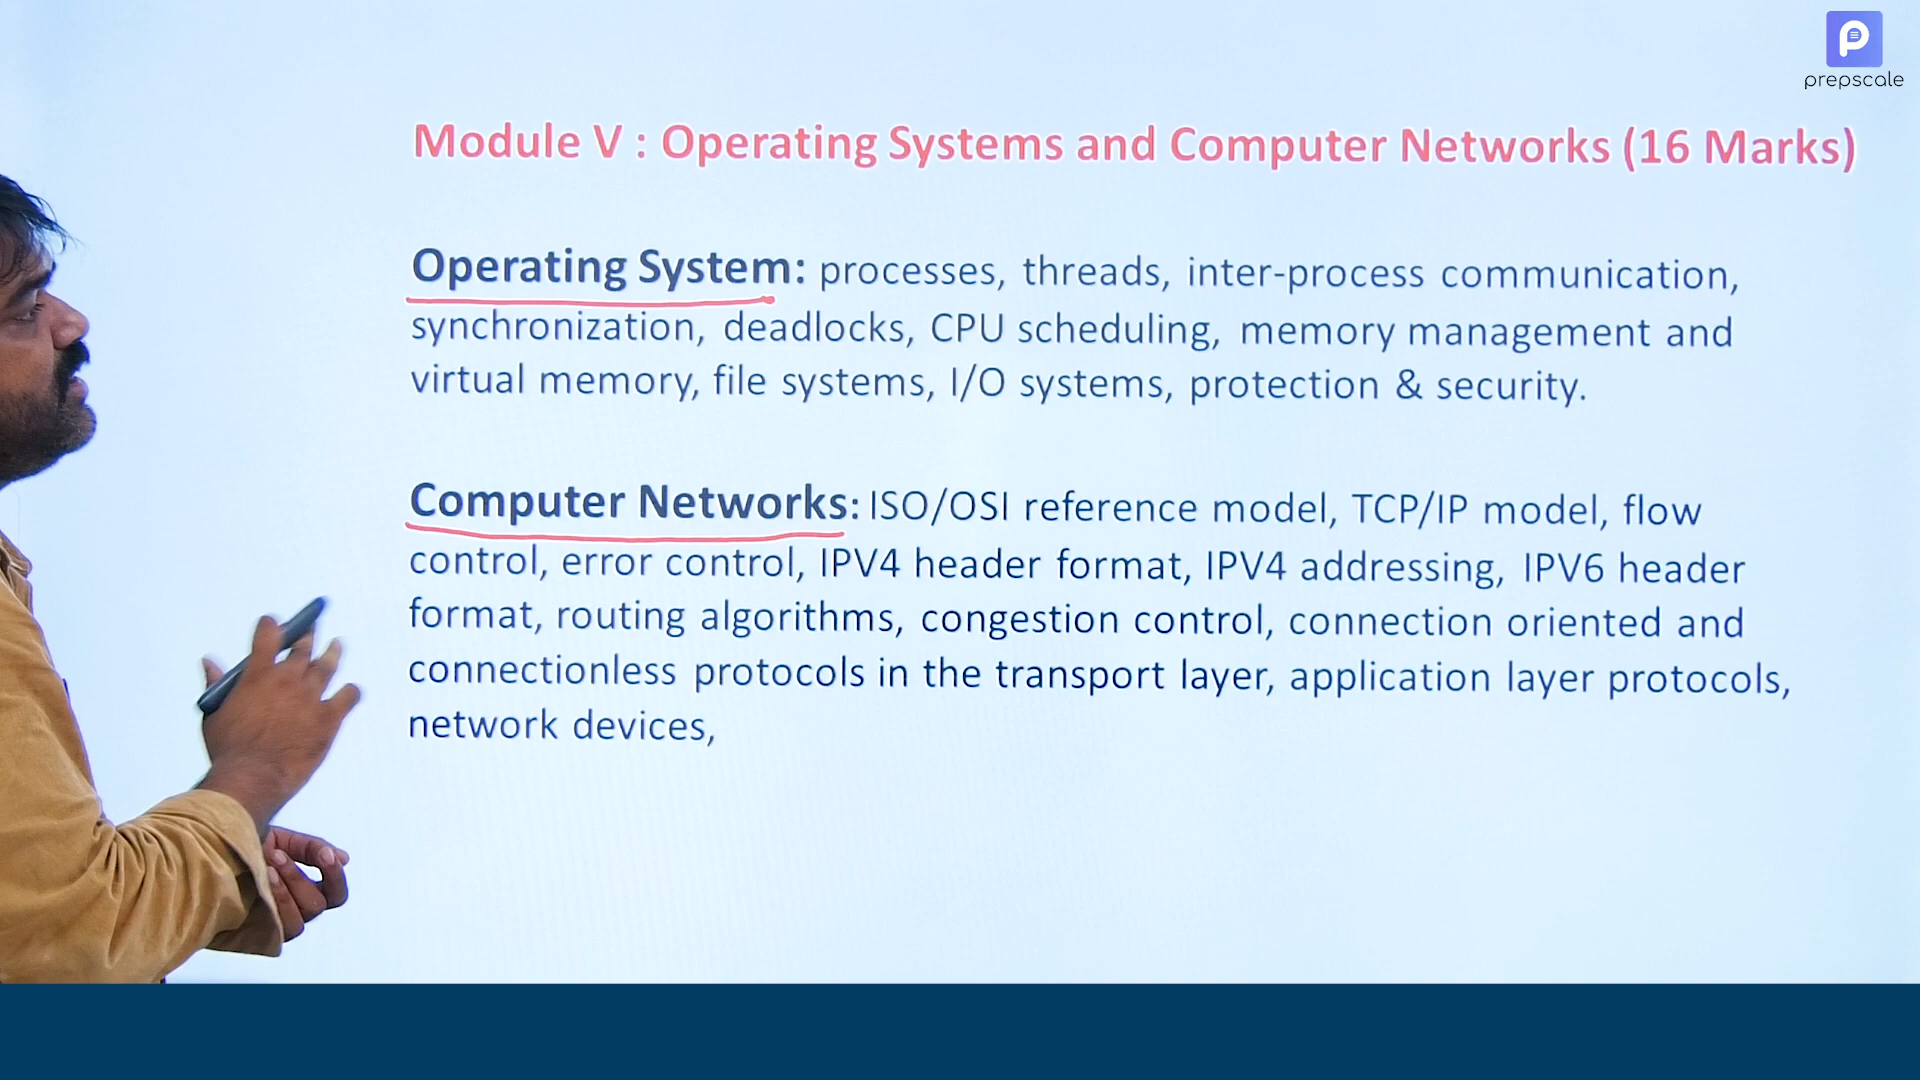 prepscale
Module V : Operating Systems and Computer Networks (16 Marks)
Operating System: processes, threads, inter-process communication,
synchronization, deadlocks, CPU scheduling, memory management and
virtual memory, file systems, I/O systems, protection & security.
Computer Networks: ISO/OSI reference model, TCP/IP model, flow
control, error control, IPV4 header format, IPV4 addressing, IPV6 header
format, routing algorithms, congestion control, connection oriented and
connectionless protocols in the transport layer, application layer protocols,
network devices,